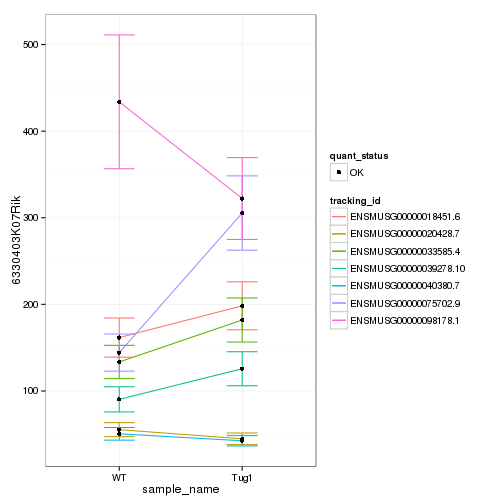 500
400
300
200
100
6330403K07Rik
WT
Tug1
sample_name
quant_status
OK
tracking_id
ENSMUSG00000018451.6
ENSMUSG00000020428.7
ENSMUSG00000033585.4
ENSMUSG00000039278.10
ENSMUSG00000040380.7
ENSMUSG00000075702.9
ENSMUSG00000098178.1